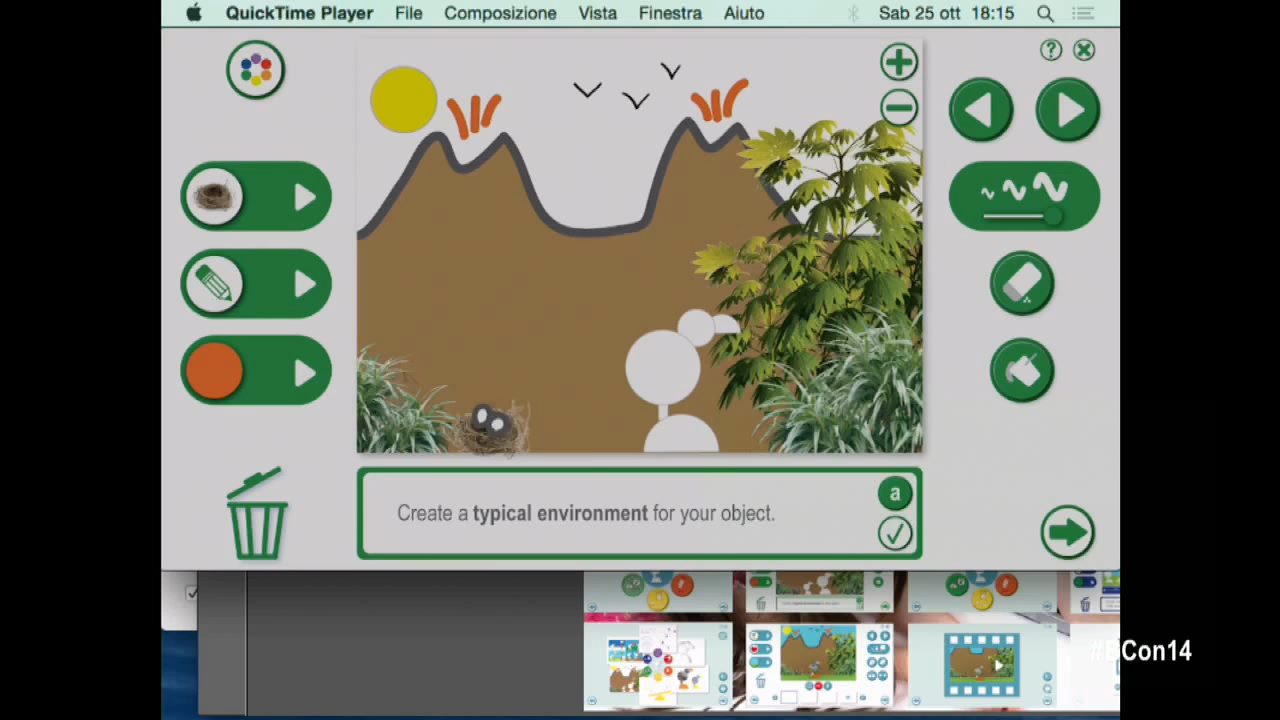 QuickTime Player File Composizione Vista Finestra Aiuto Sab 25 ott 18:15
?
Create a typical environment for your object.
a
#BCon14